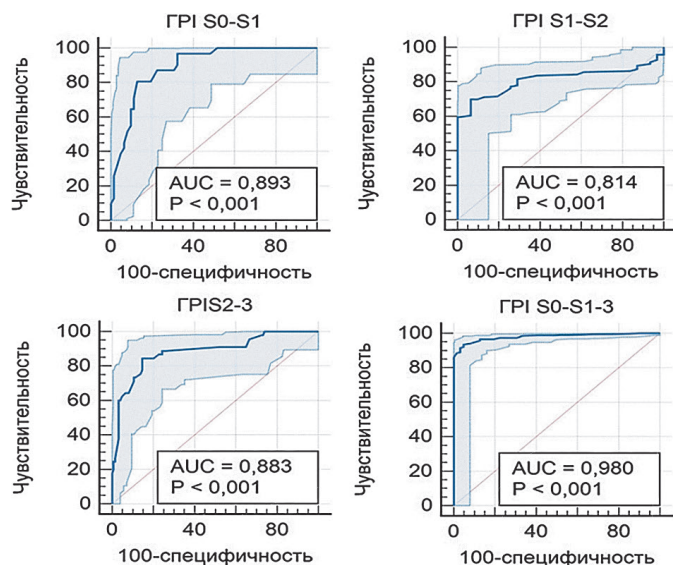 ГРІ S0-S1
Чувствительность
100
80
60
40
20
0
AUC = 0,893
P < 0,001
0 40 80
100-специфичность
ГРІ S1-S2
Чувствительность
100
80
60
40
20
0
AUC = 0,814
P < 0,001
0 40 80
100-специфичность
ГРІS2-3
Чувствительность
100
80
60
40
20
0
AUC = 0,883
P < 0,001
0 40 80
100-специфичность
ГРІ S0-S1-3
Чувствительность
100
80
60
40
20
0
AUC = 0,980
P < 0,001
0 40 80
100-специфичность